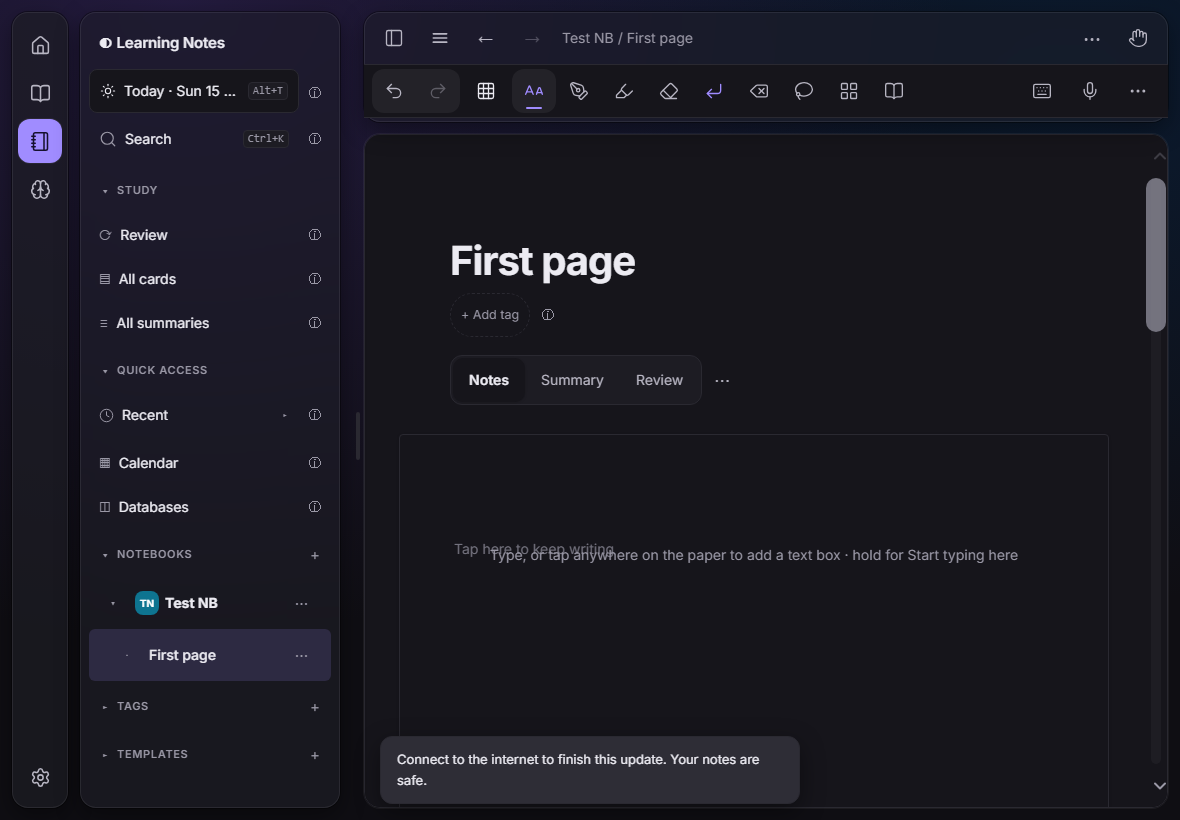 Learning Notes
Today · Sun 15 ... Alt+T
Search Ctrl+K
STUDY
Review
All cards
All summaries
QUICK ACCESS
Recent
Calendar
Databases
NOTEBOOKS +
TN Test NB ...
First page ...
TAGS +
TEMPLATES +
← → Test NB / First page
AA
First page
+ Add tag
Notes Summary Review ...
Tap here to keep writing
Type, or tap anywhere on the paper to add a text box · hold for Start typing here
Connect to the internet to finish this update. Your notes are
safe.